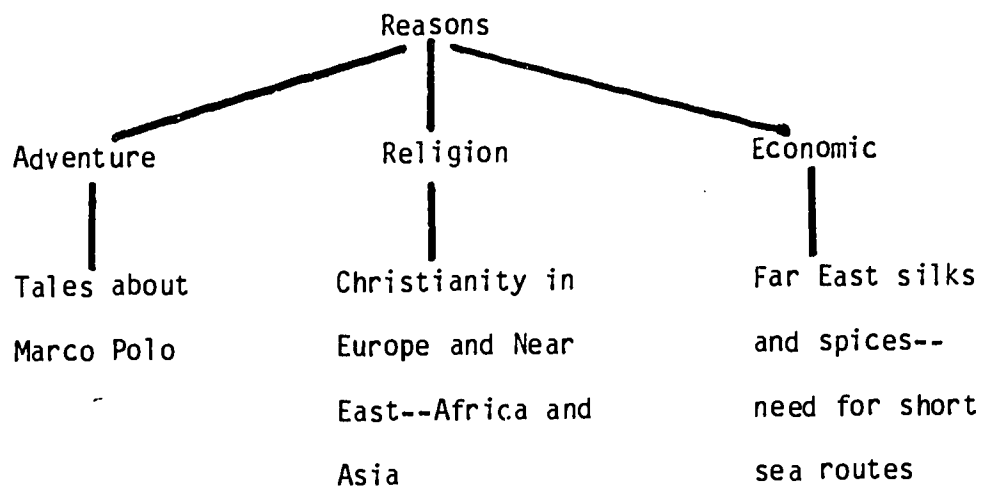 Reasons
Adventure
Religion
Economic
Tales about
Marco Polo
Christianity in
Europe and Near
East--Africa and
Asia
Far East silks
and spices--
need for short
sea routes